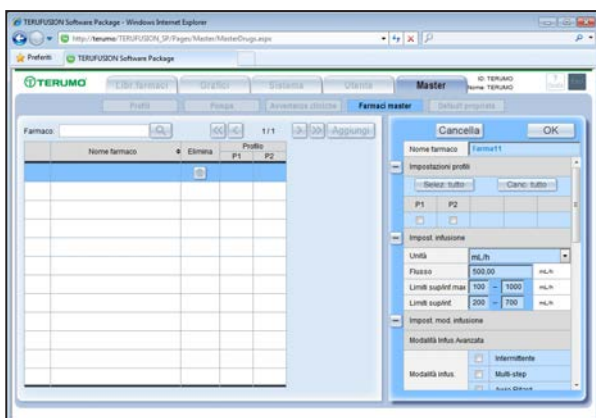 TERUFUSION Software Package - Windows Internet Explorer
http://terumo/TERUFUSION_SP/Pages/Master/MasterDrugs.aspx
Preferiti TERUFUSION Software Package
TERUMO Libri farmaci Grafici Sistema Utente Master ID: TERUMO
Nome: TERUMO
Profili Pompa Avvertenze cliniche Farmaci master Default proprietà
Farmaco 1/1 Aggiungi
Nome farmaco Elimina Profilo
P1 P2
Cancella OK
Nome farmaco Farmaco11
Impostazioni profili
Selez. tutto Canc. tutto
P1 P2
Impost. infusione
Unità mL/h
Flusso 500,00 mL/h
Limiti sup/inf max 100 – 1000 mL/h
Limiti sup/inf. 200 – 700 mL/h
Impost. mod. infusione
Modalità Infus.Avanzata
Intermittente
Modalità infus. Multi-step